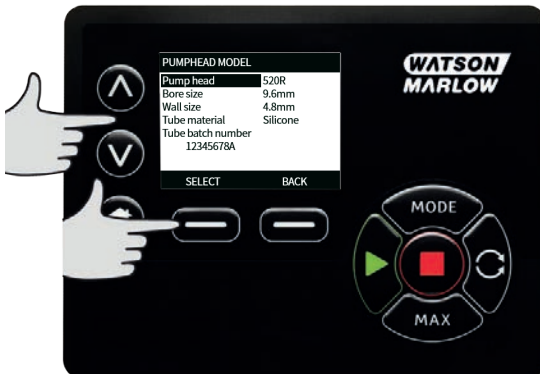 PUMPHEAD MODEL
Pump head 520R
Bore size 9.6mm
Wall size 4.8mm
Tube material Silicone
Tube batch number
12345678A
SELECT BACK
WATSON
MARLOW
MODE
MAX